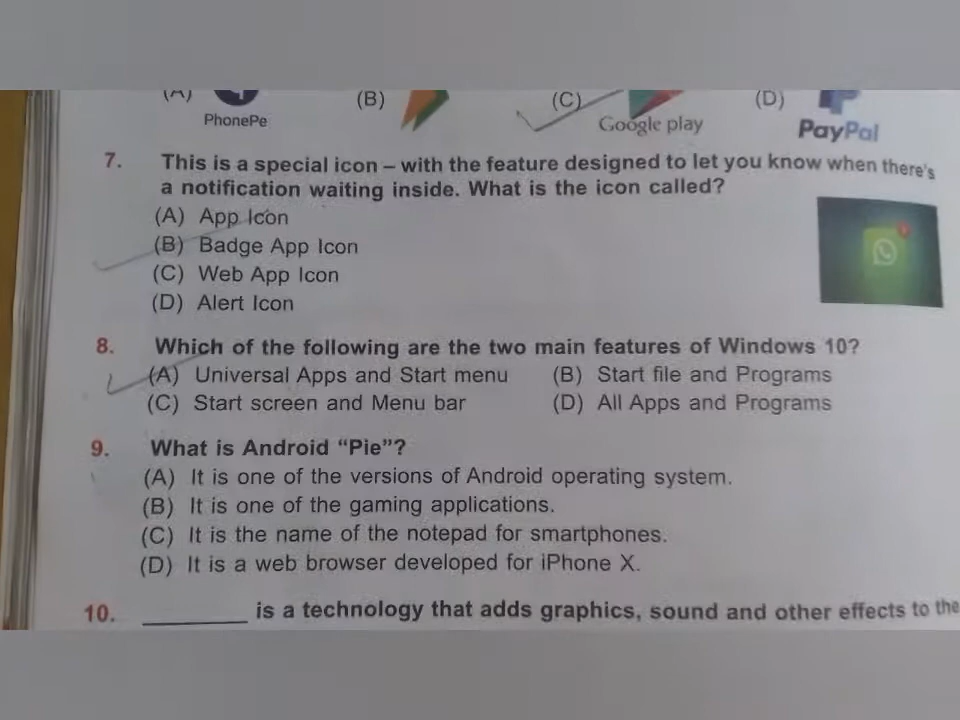 (A) (B) (C) (D)
PhonePe Google play PayPal
7. This is a special icon – with the feature designed to let you know when there's
a notification waiting inside. What is the icon called?
(A) App Icon
(B) Badge App Icon
(C) Web App Icon
(D) Alert Icon
8. Which of the following are the two main features of Windows 10?
(A) Universal Apps and Start menu (B) Start file and Programs
(C) Start screen and Menu bar (D) All Apps and Programs
9. What is Android “Pie”?
(A) It is one of the versions of Android operating system.
(B) It is one of the gaming applications.
(C) It is the name of the notepad for smartphones.
(D) It is a web browser developed for iPhone X.
10. ________ is a technology that adds graphics, sound and other effects to the